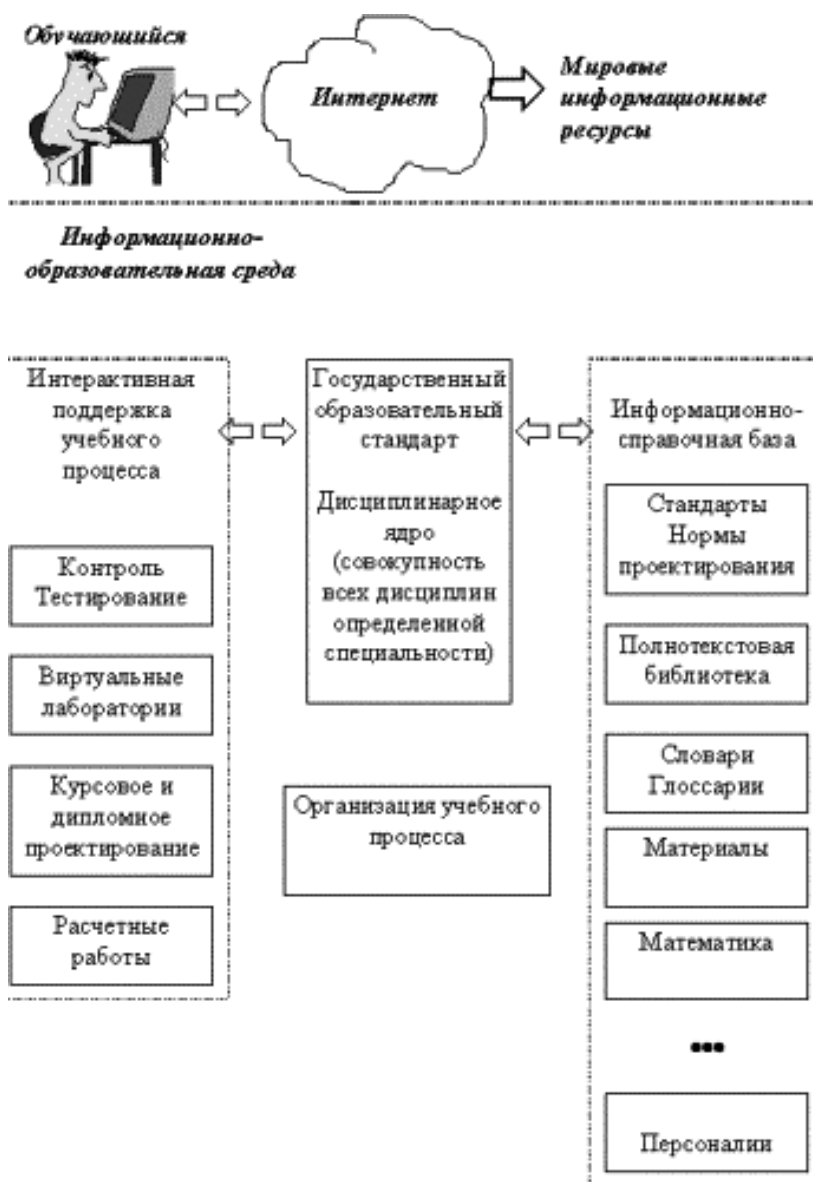 Обучающийся
Интернет
Мировые
информационные
ресурсы
Информационно-
образовательная среда
Интерактивная
поддержка
учебного
процесса
Контроль
Тестирование
Виртуальные
лаборатории
Курсовое и
дипломное
проектирование
Расчетные
работы
Государственный
образовательный
стандарт
Дисциплинарное
ядро
(совокупность
всех дисциплин
определенной
специальности)
Организация учебного
процесса
Информационно-
справочная база
Стандарты
Нормы
проектирования
Полнотекстовая
библиотека
Словари
Глоссарии
Материалы
Математика
•••
Персоналии